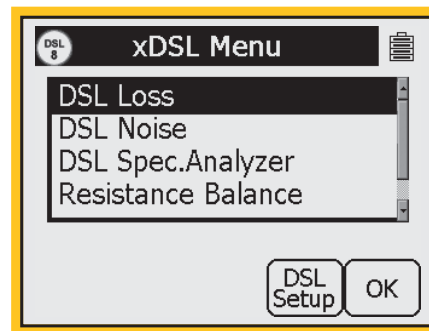 DSL
8
xDSL Menu
DSL Loss
DSL Noise
DSL Spec.Analyzer
Resistance Balance
DSL
Setup
OK